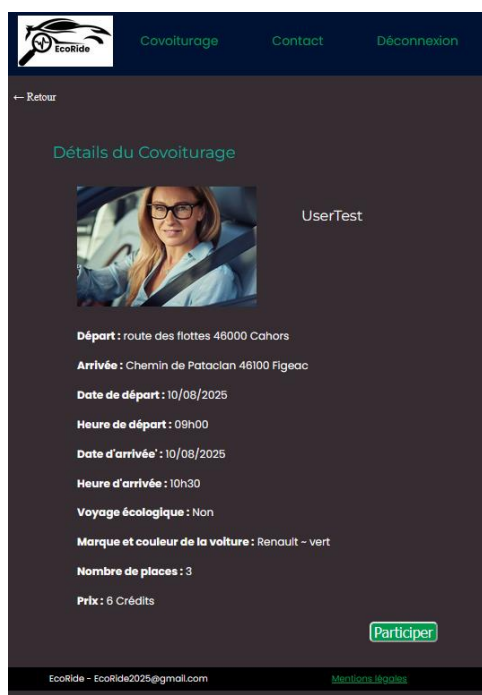 EcoRide
Covoiturage Contact Déconnexion
← Retour
Détails du Covoiturage
UserTest
Départ : route des flottes 46000 Cahors
Arrivée : Chemin de Pataclan 46100 Figeac
Date de départ : 10/08/2025
Heure de départ : 09h00
Date d'arrivée' : 10/08/2025
Heure d'arrivée : 10h30
Voyage écologique : Non
Marque et couleur de la voiture : Renault ~ vert
Nombre de places : 3
Prix : 6 Crédits
Participer
EcoRide - EcoRide2025@gmail.com Mentions légales